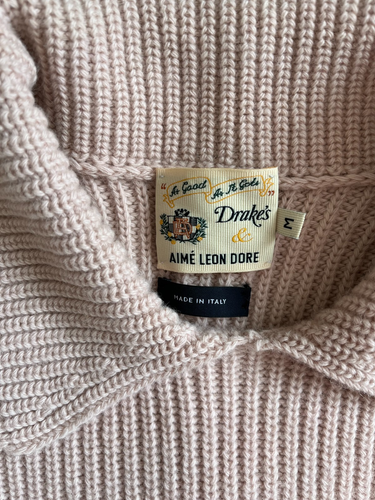 "As Good As It Gets"
Drake's
&
AIMÉ LEON DORE
M
MADE IN ITALY